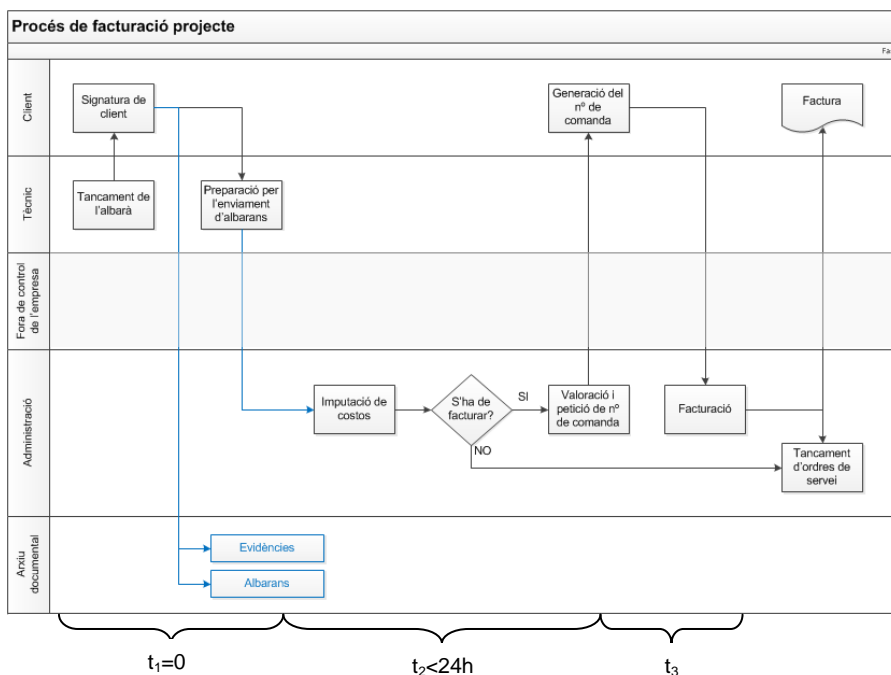 Procés de facturació projecte
Fa
Client
Signatura de
client
Generació del
nº de
comanda
Factura
Tècnic
Tancament de
l'albarà
Preparació per
l'enviament
d'albarans
Fora de control
de l'empresa
Administració
Imputació de
costos
S'ha de
facturar?
SI
NO
Valoració i
petició de nº
de comanda
Facturació
Tancament
d'ordres de
servei
Arxiu
documental
Evidències
Albarans
t₁=0
t₂<24h
t₃